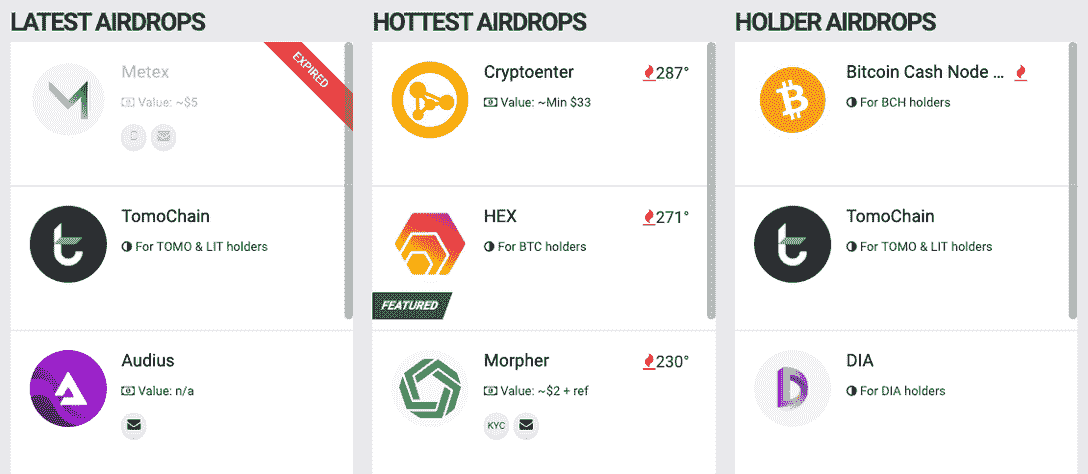 LATEST AIRDROPS
Metex
Value: ~$5
EXPIRED
TomoChain
For TOMO & LIT holders
Audius
Value: n/a
HOTTEST AIRDROPS
Cryptoenter
287°
Value: ~Min $33
HEX
271°
For BTC holders
FEATURED
Morpher
230°
Value: ~$2 + ref
KYC
HOLDER AIRDROPS
Bitcoin Cash Node ...
For BCH holders
TomoChain
For TOMO & LIT holders
DIA
For DIA holders